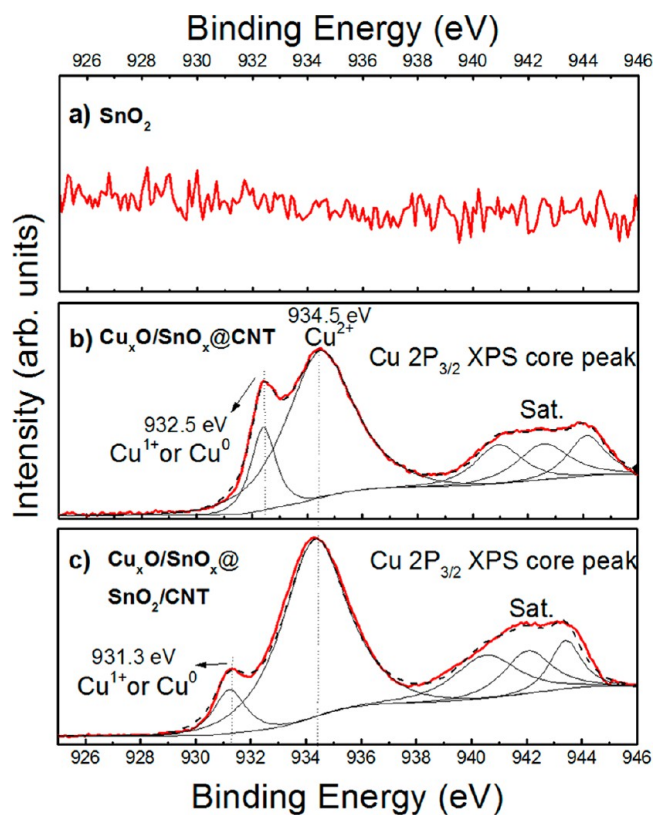 Binding Energy (eV)
926 928 930 932 934 936 938 940 942 944 946
a) SnO₂
Intensity (arb. units)
b) CuₓO/SnOₓ@CNT
934.5 eV
Cu²⁺
Cu 2P₃/₂ XPS core peak
932.5 eV
Cu¹⁺or Cu⁰
Sat.
c) CuₓO/SnOₓ@
SnO₂/CNT
Cu 2P₃/₂ XPS core peak
931.3 eV
Cu¹⁺or Cu⁰
Sat.
926 928 930 932 934 936 938 940 942 944 946
Binding Energy (eV)